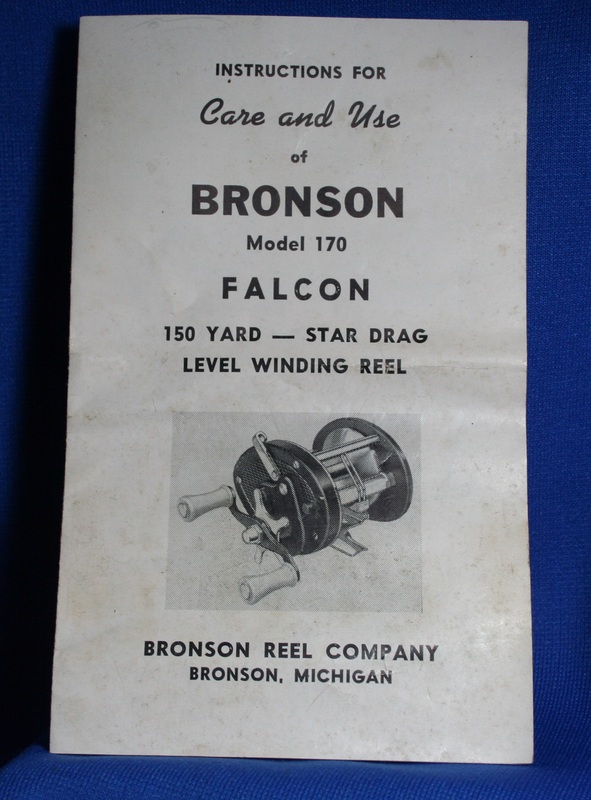 INSTRUCTIONS FOR
Care and Use
of
BRONSON
Model 170
FALCON
150 YARD — STAR DRAG
LEVEL WINDING REEL
BRONSON REEL COMPANY
BRONSON, MICHIGAN